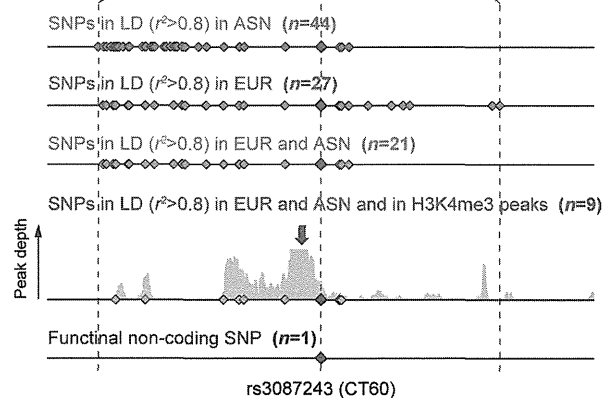 SNPs in LD (r²>0.8) in ASN (n=44)
SNPs in LD (r²>0.8) in EUR (n=27)
SNPs in LD (r²>0.8) in EUR and ASN (n=21)
SNPs in LD (r²>0.8) in EUR and ASN and in H3K4me3 peaks (n=9)
Peak depth
Functinal non-coding SNP (n=1)
rs3087243 (CT60)